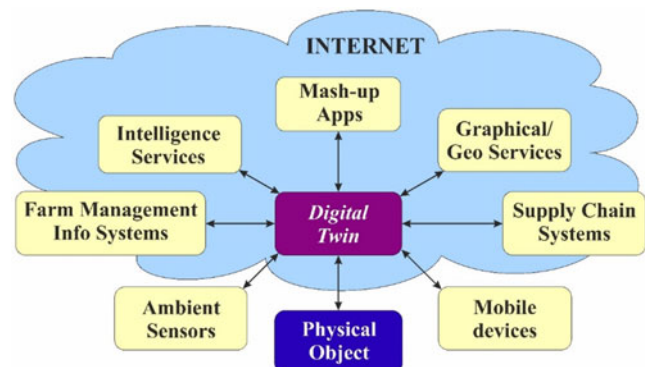 INTERNET
Mash-up
Apps
Intelligence
Services
Graphical/
Geo Services
Farm Management
Info Systems
Digital
Twin
Supply Chain
Systems
Ambient
Sensors
Physical
Object
Mobile
devices